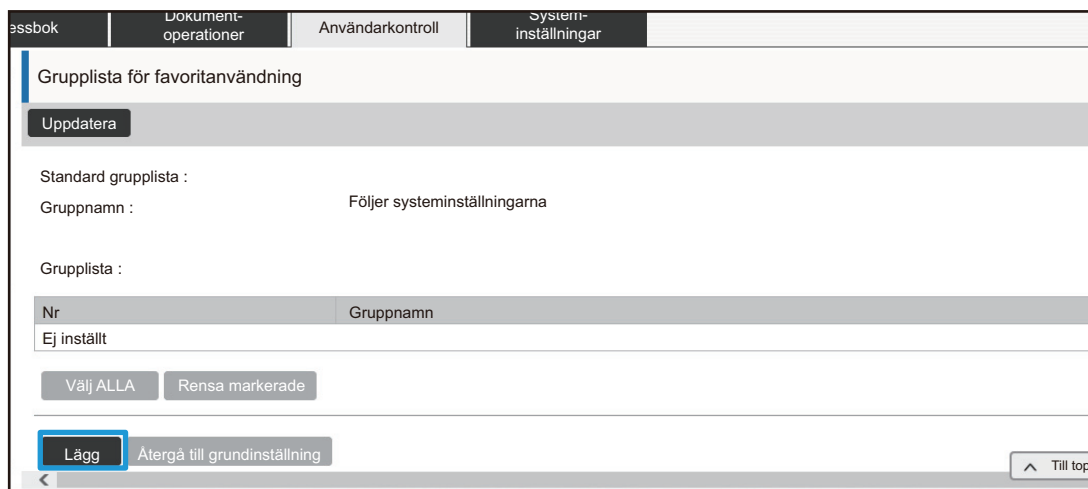 essbok
Dokument-
operationer
Användarkontroll
System-
inställningar
Grupplista för favoritanvändning
Uppdatera
Standard grupplista :
Gruppnamn :
Följer systeminställningarna
Grupplista :
Nr
Gruppnamn
Ej inställt
Välj ALLA
Rensa markerade
Lägg
Återgå till grundinställning
Till top